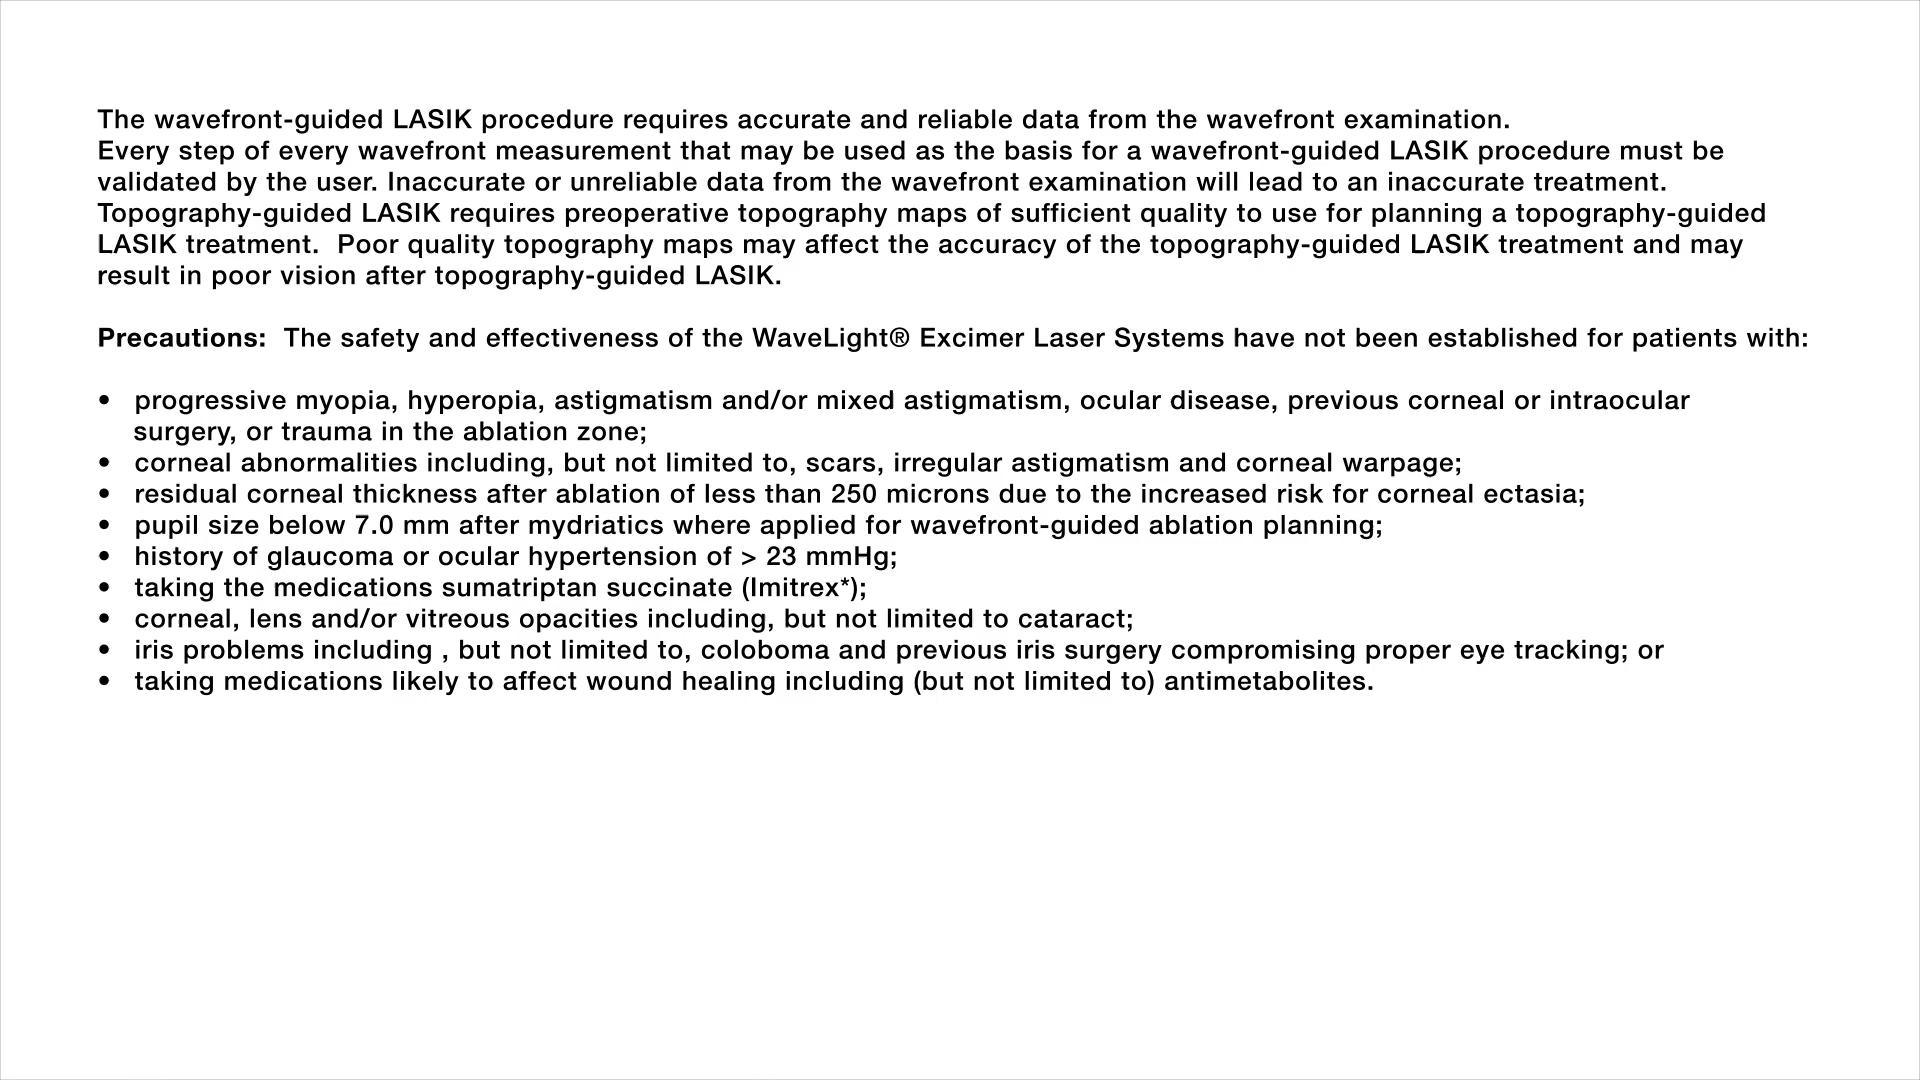 The wavefront-guided LASIK procedure requires accurate and reliable data from the wavefront examination.
Every step of every wavefront measurement that may be used as the basis for a wavefront-guided LASIK procedure must be
validated by the user. Inaccurate or unreliable data from the wavefront examination will lead to an inaccurate treatment.
Topography-guided LASIK requires preoperative topography maps of sufficient quality to use for planning a topography-guided
LASIK treatment.  Poor quality topography maps may affect the accuracy of the topography-guided LASIK treatment and may
result in poor vision after topography-guided LASIK.
Precautions:  The safety and effectiveness of the WaveLight® Excimer Laser Systems have not been established for patients with:
• progressive myopia, hyperopia, astigmatism and/or mixed astigmatism, ocular disease, previous corneal or intraocular
surgery, or trauma in the ablation zone;
• corneal abnormalities including, but not limited to, scars, irregular astigmatism and corneal warpage;
• residual corneal thickness after ablation of less than 250 microns due to the increased risk for corneal ectasia;
• pupil size below 7.0 mm after mydriatics where applied for wavefront-guided ablation planning;
• history of glaucoma or ocular hypertension of > 23 mmHg;
• taking the medications sumatriptan succinate (Imitrex*);
• corneal, lens and/or vitreous opacities including, but not limited to cataract;
• iris problems including , but not limited to, coloboma and previous iris surgery compromising proper eye tracking; or
• taking medications likely to affect wound healing including (but not limited to) antimetabolites.